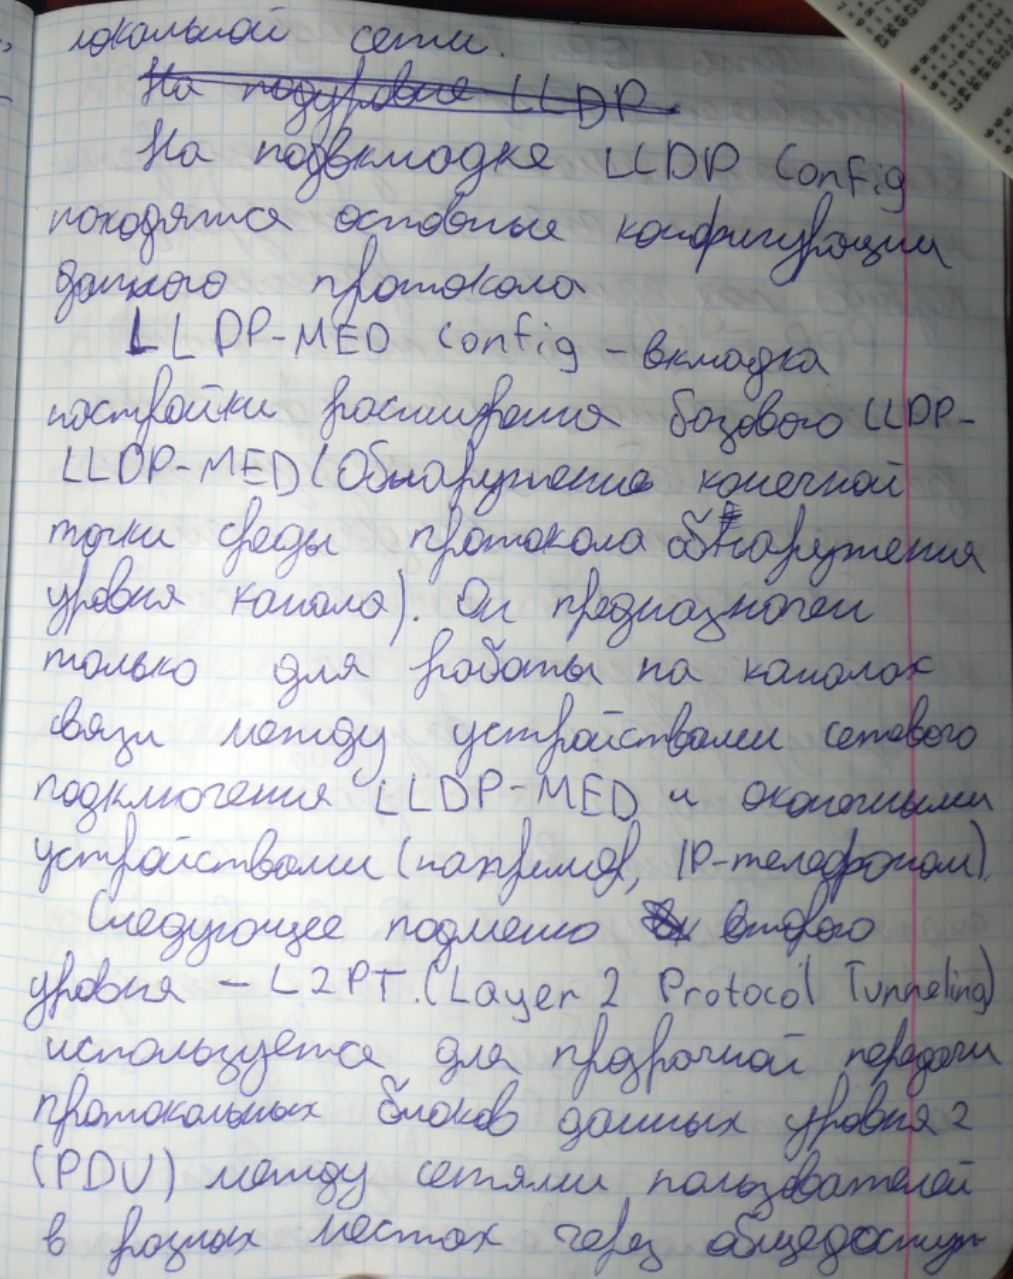 локальной сети.
На подуровне LLDP
На подвкладке LLDP Config
находятся основные конфигурации
данного протокола
LLDP-MED Config - вкладка
настройки расширения базового LLDP-
LLDP-MED (Обнаружение конечной
точки среды протокола обнаружения
уровня канала). Он предназначен
только для работы на каналах
связи между устройствами сетевого
подключения LLDP-MED и оконечными
устройствами (например, IP-телефоном)
Следующее подменю второго
уровня - L2PT. (Layer 2 Protocol Tunneling)
используется для прозрачной передачи
протокольных блоков данных уровня 2
(PDU) между сетями пользователей
в разных местах через общедоступн